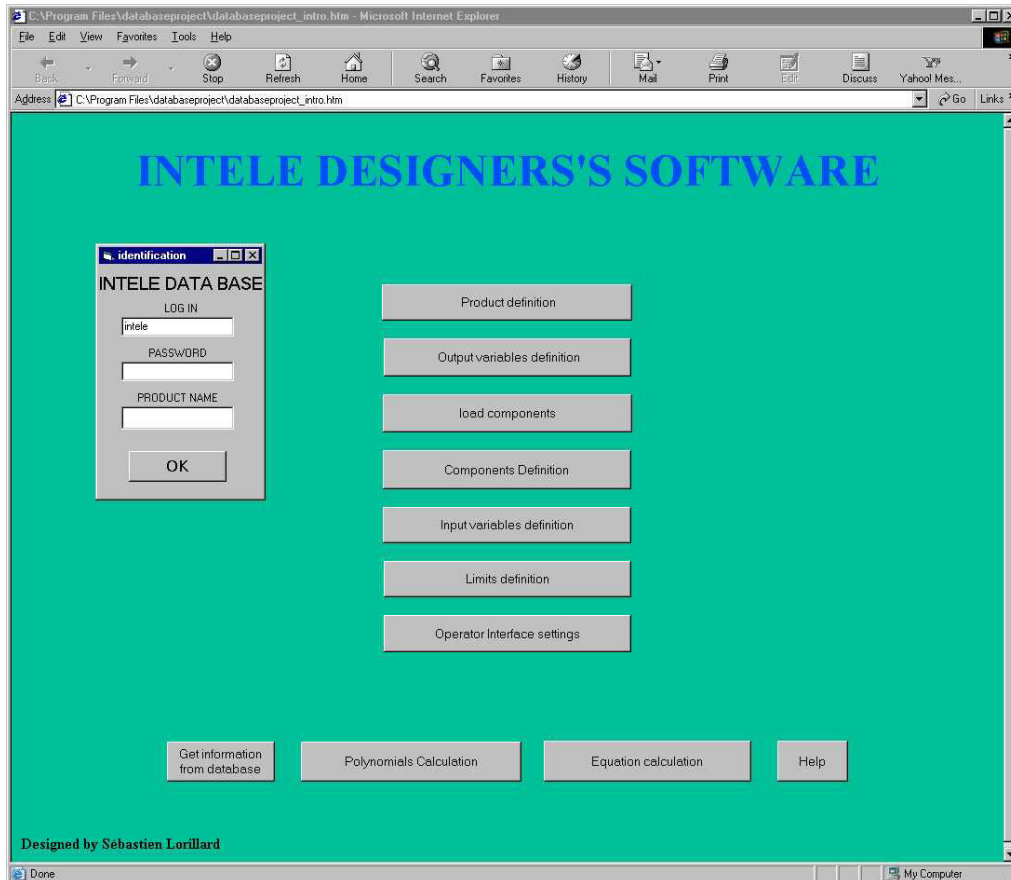 C:\Program Files\databaseproject\databaseproject_intro.htm - Microsoft Internet Explorer
File Edit View Favorites Tools Help
Back Forward Stop Refresh Home Search Favorites History Mail Print Edit Discuss Yahoo! Mes...
Address C:\Program Files\databaseproject\databaseproject_intro.htm Go Links
INTELE DESIGNERS'S SOFTWARE
identification
INTELE DATA BASE
LOG IN
intele
PASSWORD
PRODUCT NAME
OK
Product definition
Output variables definition
load components
Components Definition
Input variables definition
Limits definition
Operator Interface settings
Get information
from database
Polynomials Calculation
Equation calculation
Help
Designed by Sébastien Lorillard
Done My Computer